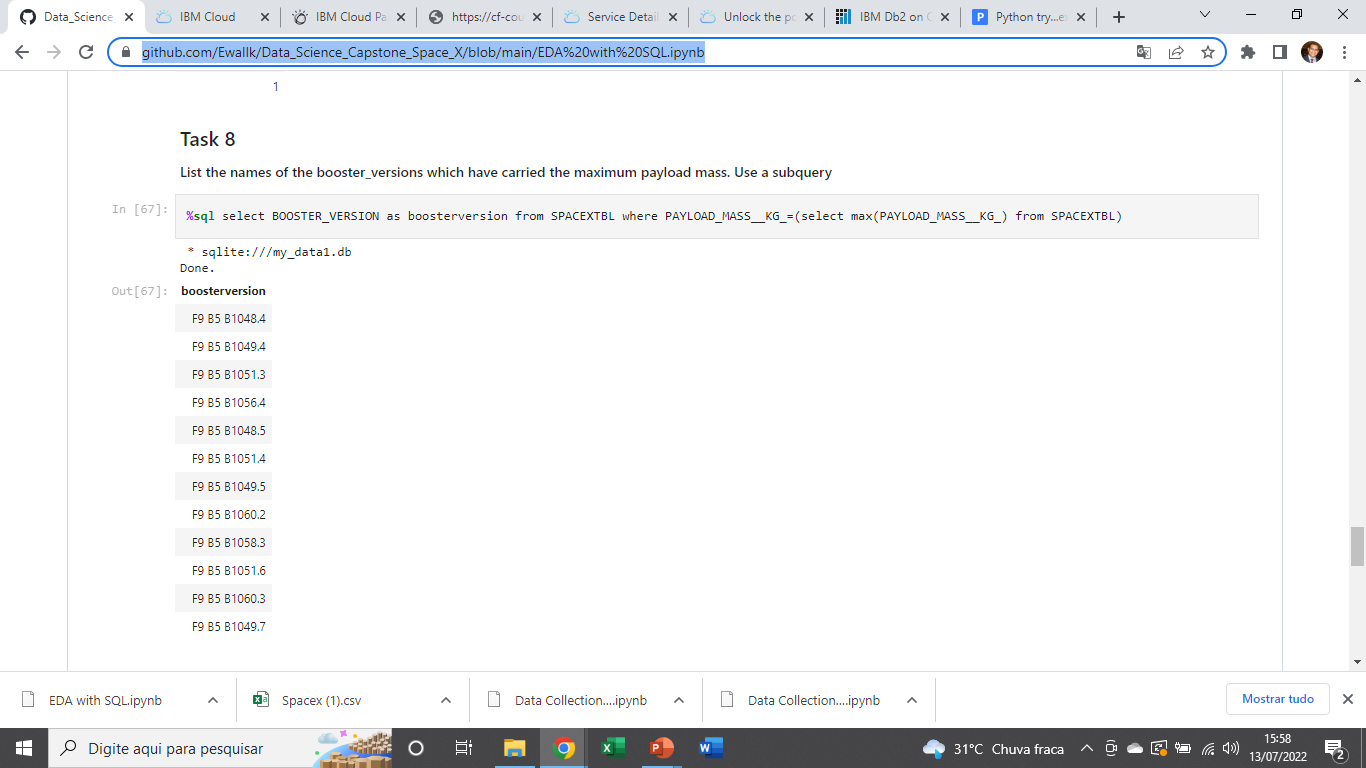 Data_Science_
IBM Cloud
IBM Cloud Pa
https://cf-cou
Service Detail
Unlock the po
IBM Db2 on C
Python try...ex
github.com/Ewallk/Data_Science_Capstone_Space_X/blob/main/EDA%20with%20SQL.ipynb
1
Task 8
List the names of the booster_versions which have carried the maximum payload mass. Use a subquery
In [67]:
%sql select BOOSTER_VERSION as boosterversion from SPACEXTBL where PAYLOAD_MASS__KG_=(select max(PAYLOAD_MASS__KG_) from SPACEXTBL)
* sqlite:///my_data1.db
Done.
Out[67]:
boosterversion
F9 B5 B1048.4
F9 B5 B1049.4
F9 B5 B1051.3
F9 B5 B1056.4
F9 B5 B1048.5
F9 B5 B1051.4
F9 B5 B1049.5
F9 B5 B1060.2
F9 B5 B1058.3
F9 B5 B1051.6
F9 B5 B1060.3
F9 B5 B1049.7
EDA with SQL.ipynb
Spacex (1).csv
Data Collection....ipynb
Data Collection....ipynb
Mostrar tudo
Digite aqui para pesquisar
31°C Chuva fraca
15:58
13/07/2022
2